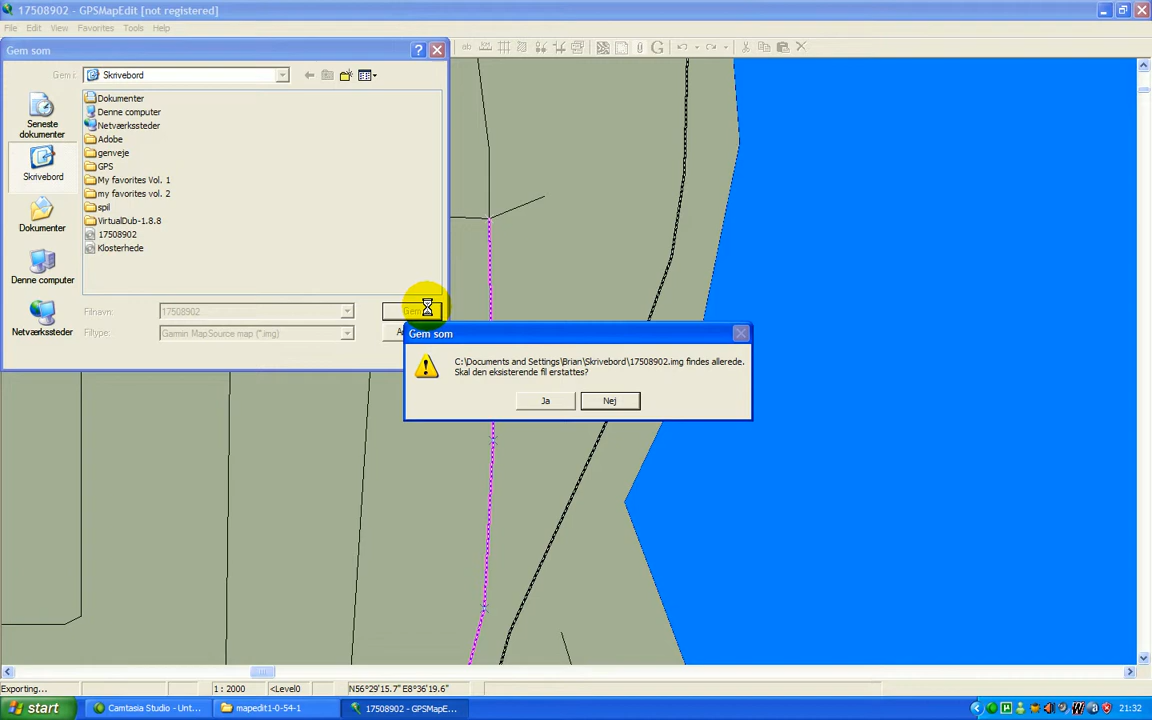 17508902 - GPSMapEdit [not registered]
File Edit View Favorites Tools Help
Gem som
Gem i: Skrivebord
Seneste dokumenter
Skrivebord
Dokumenter
Denne computer
Netværkssteder
Dokumenter
Denne computer
Netværkssteder
Adobe
genveje
GPS
My favorites Vol. 1
my favorites vol. 2
spil
VirtualDub-1.8.8
17508902
Klosterhede
Filnavn: 17508902
Filtype: Garmin MapSource map (*.img)
Gem som
C:\Documents and Settings\Brian\Skrivebord\17508902.img findes allerede.
Skal den eksisterende fil erstattes?
Ja Nej
Exporting... 1 : 2000 <Level0 N56°29'15.7" E8°36'19.6"
start Camtasia Studio - Unt... mapedit1-0-54-1 17508902 - GPSMapE... 21:32